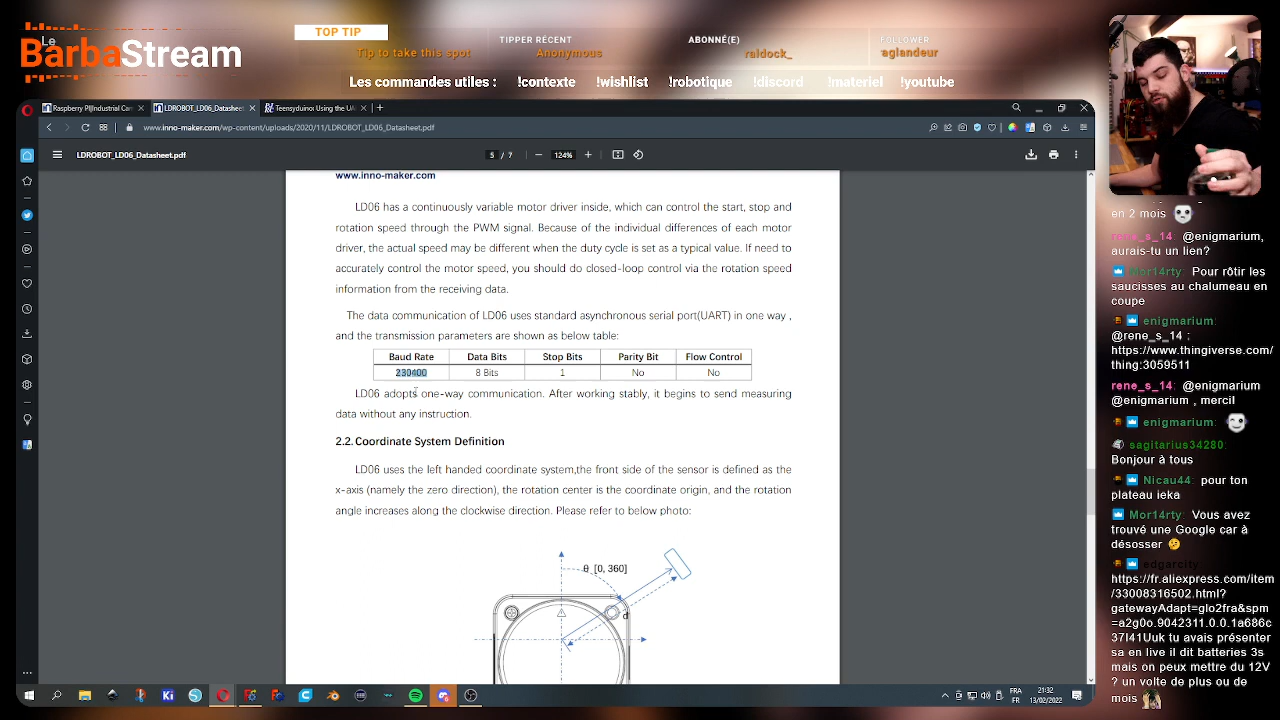 Le
BarbaStream
TOP TIP
Tip to take this spot
TIPPER RÉCENT
Anonymous
ABONNÉ(E)
raidock_
FOLLOWER
aglandeur
Les commandes utiles : !contexte !wishlist !robotique !discord !materiel !youtube
Raspberry Pi|Industrial Cam
LDROBOT_LD06_Datasheet
Teensyduino Using the UA
www.inno-maker.com/wp-content/uploads/2020/11/LDROBOT_LD06_Datasheet.pdf
LDROBOT_LD06_Datasheet.pdf
5 / 7
124%
www.inno-maker.com
LD06 has a continuously variable motor driver inside, which can control the start, stop and
rotation speed through the PWM signal. Because of the individual differences of each motor
driver, the actual speed may be different when the duty cycle is set as a typical value. If need to
accurately control the motor speed, you should do closed-loop control via the rotation speed
information from the receiving data.
The data communication of LD06 uses standard asynchronous serial port(UART) in one way ,
and the transmission parameters are shown as below table:
Baud Rate Data Bits Stop Bits Parity Bit Flow Control
230400 8 Bits 1 No No
LD06 adopts one-way communication. After working stably, it begins to send measuring
data without any instruction.
2.2. Coordinate System Definition
LD06 uses the left handed coordinate system,the front side of the sensor is defined as the
x-axis (namely the zero direction), the rotation center is the coordinate origin, and the rotation
angle increases along the clockwise direction. Please refer to below photo:
θ [0, 360]
d
en 2 mois
rene_s_14: @enigmarium,
aurais-tu un lien?
Mor14rty: Pour rôtir les
saucisses au chalumeau en
coupe
enigmarium:
@rene_s_14 :
https://www.thingiverse.com/
thing:3059511
rene_s_14:
@enigmarium , mercii
enigmarium:
sagitarius34280:
Bonjour à tous
Nicau44: pour ton
plateau ieka
Mor14rty: Vous avez
trouvé une Google car à
désosser
edgarcity:
https://fr.aliexpress.com/item
/33008316502.html?
gatewayAdapt=glo2fra&spm
=a2g0o.9042311.0.0.1a686c
37I41Uuk tu avais présenter
sa en live il dit batteries 3s
mais on peux mettre du 12V
? un volte de plus ou de
mois
FRA
FR
21:32
13/02/2022